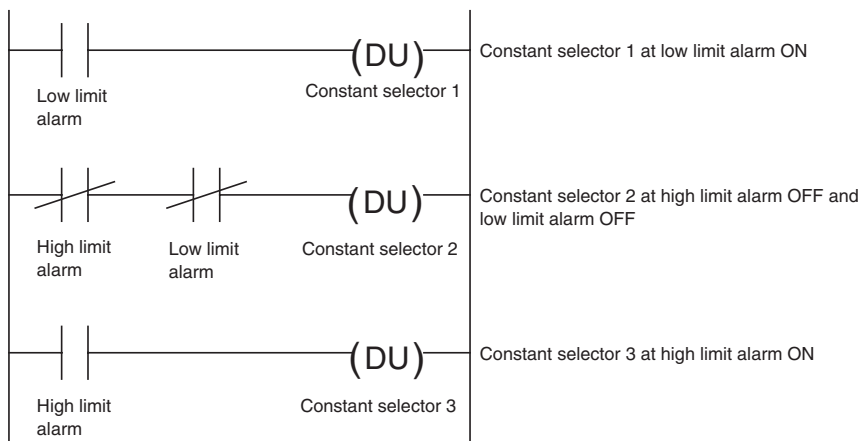 (DU)
Constant selector 1 at low limit alarm ON
Low limit
alarm
Constant selector 1
(DU)
Constant selector 2 at high limit alarm OFF and
low limit alarm OFF
High limit
alarm
Low limit
alarm
Constant selector 2
(DU)
Constant selector 3 at high limit alarm ON
High limit
alarm
Constant selector 3